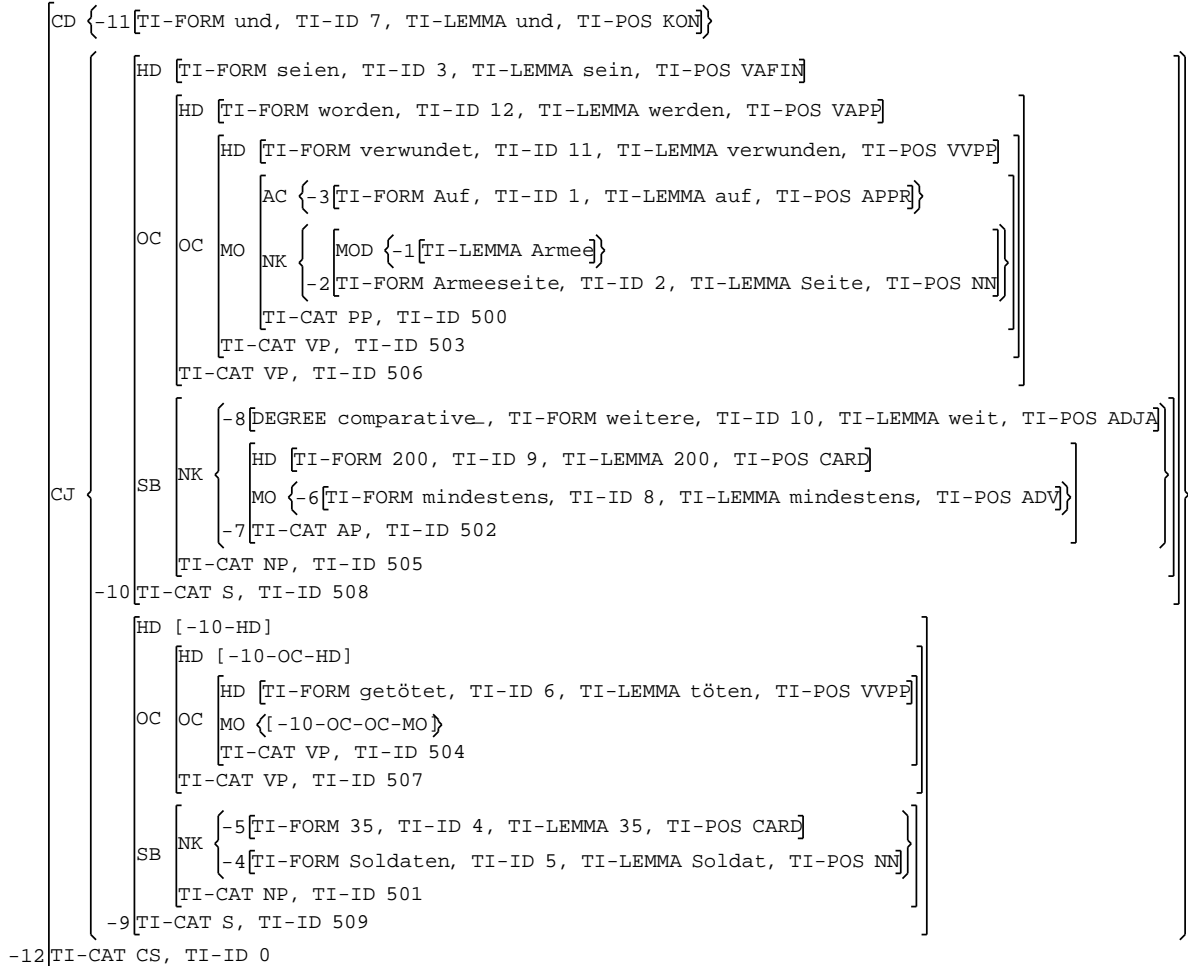 CD {-11[TI-FORM und, TI-ID 7, TI-LEMMA und, TI-POS KON]}
HD [TI-FORM seien, TI-ID 3, TI-LEMMA sein, TI-POS VAFIN]
HD [TI-FORM worden, TI-ID 12, TI-LEMMA werden, TI-POS VAPP]
HD [TI-FORM verwundet, TI-ID 11, TI-LEMMA verwunden, TI-POS VVPP]
AC {-3[TI-FORM Auf, TI-ID 1, TI-LEMMA auf, TI-POS APPR]}
OC OC MO NK MOD {-1[TI-LEMMA Armee]}
-2[TI-FORM Armeeseite, TI-ID 2, TI-LEMMA Seite, TI-POS NN]
TI-CAT PP, TI-ID 500
TI-CAT VP, TI-ID 503
TI-CAT VP, TI-ID 506
-8[DEGREE comparative_, TI-FORM weitere, TI-ID 10, TI-LEMMA weit, TI-POS ADJA]
HD [TI-FORM 200, TI-ID 9, TI-LEMMA 200, TI-POS CARD]
CJ SB NK MO {-6[TI-FORM mindestens, TI-ID 8, TI-LEMMA mindestens, TI-POS ADV]}
-7 TI-CAT AP, TI-ID 502
TI-CAT NP, TI-ID 505
-10 TI-CAT S, TI-ID 508
HD [-10-HD]
HD [-10-OC-HD]
HD [TI-FORM getötet, TI-ID 6, TI-LEMMA töten, TI-POS VVPP]
OC OC MO {[-10-OC-OC-MO]}
TI-CAT VP, TI-ID 504
TI-CAT VP, TI-ID 507
-5[TI-FORM 35, TI-ID 4, TI-LEMMA 35, TI-POS CARD]
SB NK -4[TI-FORM Soldaten, TI-ID 5, TI-LEMMA Soldat, TI-POS NN]
TI-CAT NP, TI-ID 501
-9 TI-CAT S, TI-ID 509
-12 TI-CAT CS, TI-ID 0